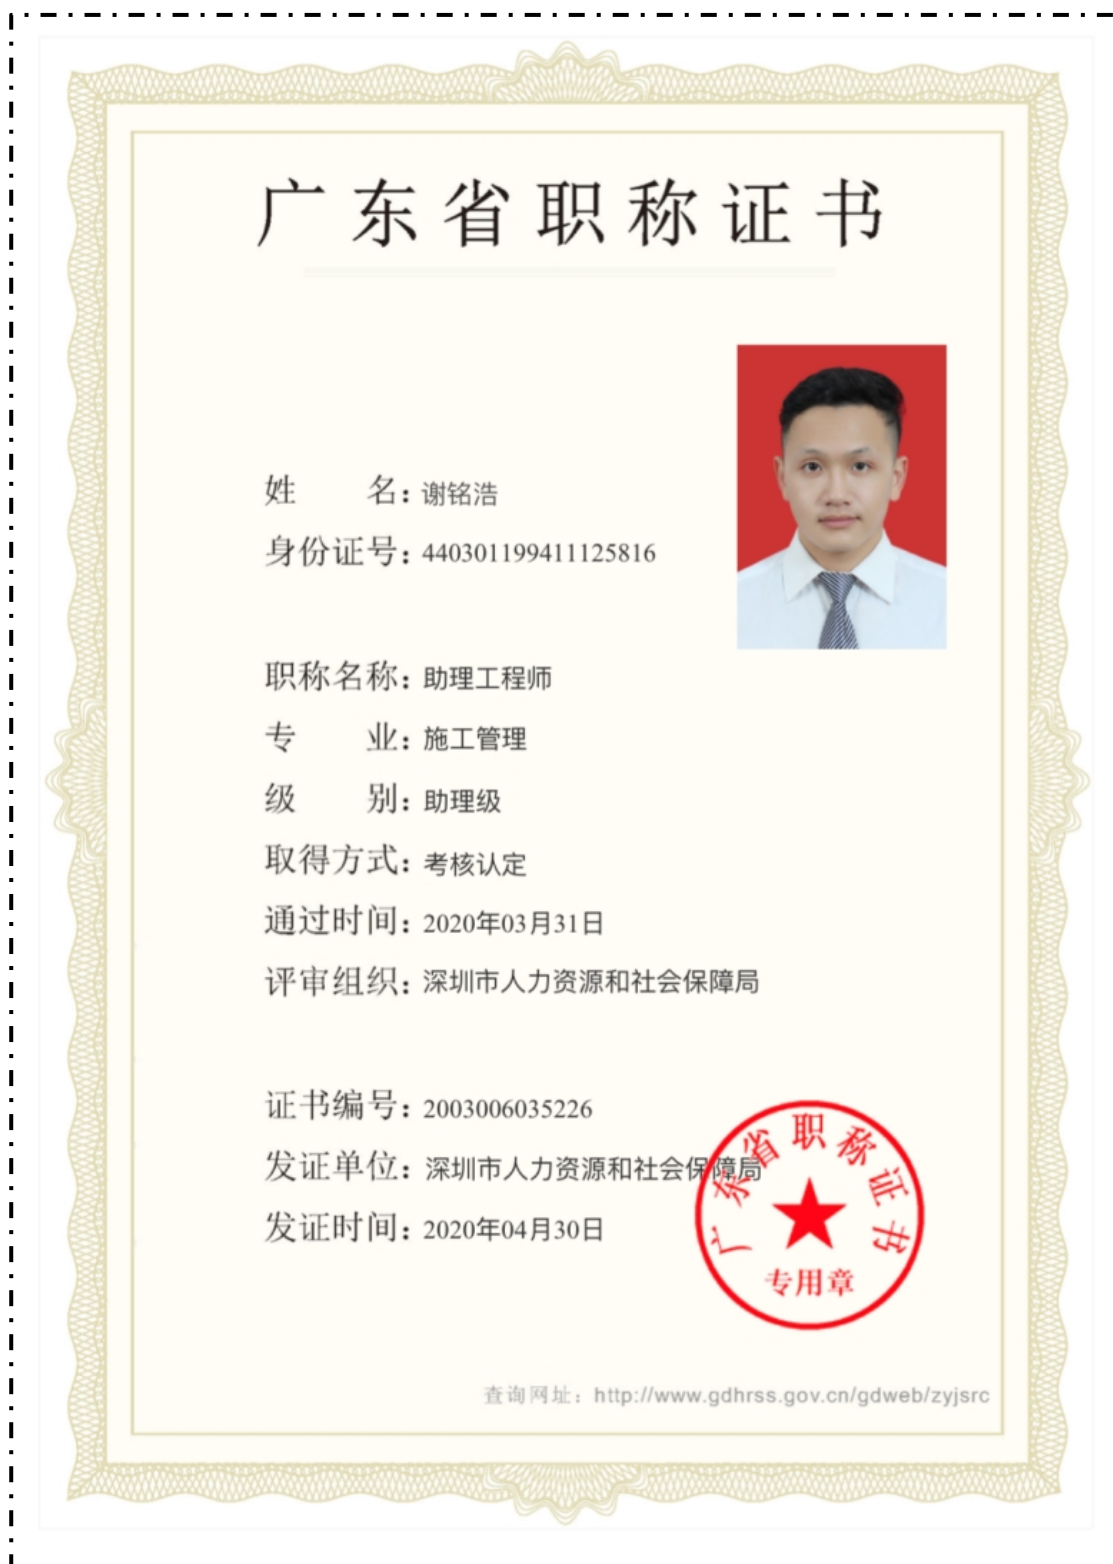 广东省职称证书
姓 名：谢铭浩
身份证号：440301199411125816
职称名称：助理工程师
专 业：施工管理
级 别：助理级
取得方式：考核认定
通过时间：2020年03月31日
评审组织：深圳市人力资源和社会保障局
证书编号：2003006035226
发证单位：深圳市人力资源和社会保障局
发证时间：2020年04月30日
广东省职称证书
专用章
查询网址：http://www.gdhrss.gov.cn/gdweb/zyjsrc